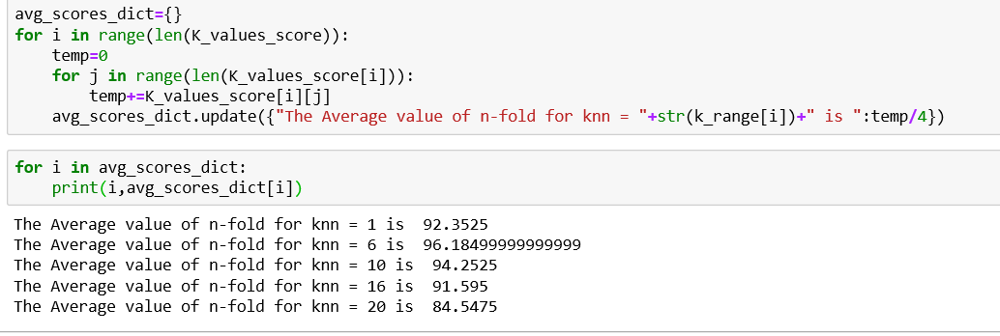 avg_scores_dict={}
for i in range(len(K_values_score)):
    temp=0
    for j in range(len(K_values_score[i])):
        temp+=K_values_score[i][j]
    avg_scores_dict.update({"The Average value of n-fold for knn = "+str(k_range[i])+" is ":temp/4})
for i in avg_scores_dict:
    print(i,avg_scores_dict[i])
The Average value of n-fold for knn = 1 is  92.3525
The Average value of n-fold for knn = 6 is  96.18499999999999
The Average value of n-fold for knn = 10 is  94.2525
The Average value of n-fold for knn = 16 is  91.595
The Average value of n-fold for knn = 20 is  84.5475